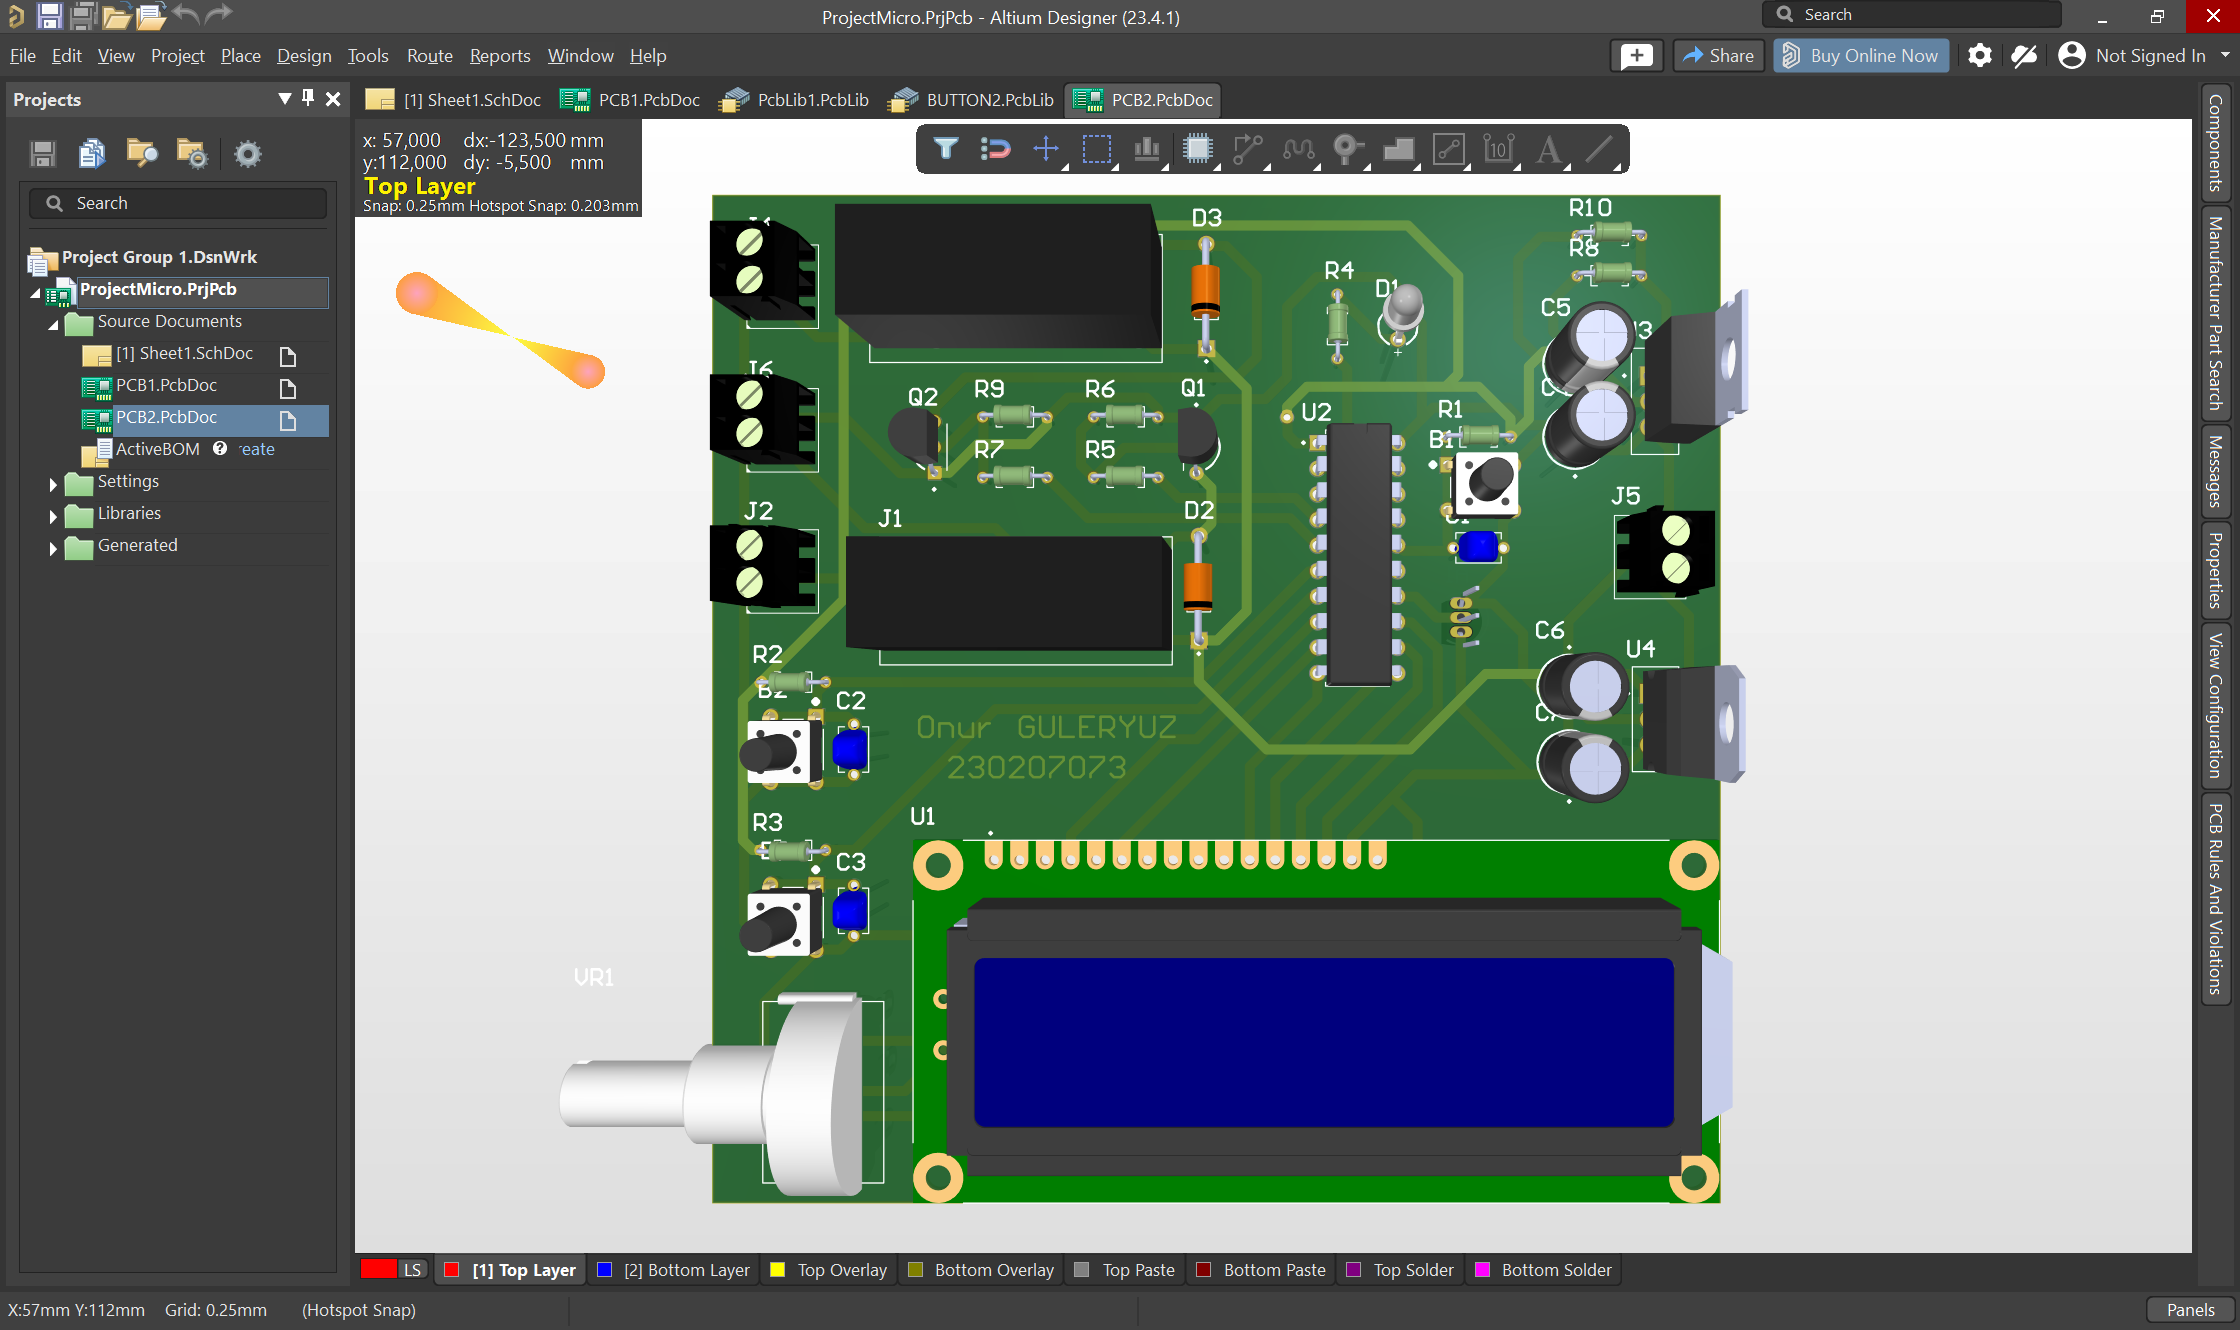 ProjectMicro.PrjPcb - Altium Designer (23.4.1)
Search
File Edit View Project Place Design Tools Route Reports Window Help
Share
Buy Online Now
Not Signed In
Projects
[1] Sheet1.SchDoc
PCB1.PcbDoc
PcbLib1.PcbLib
BUTTON2.PcbLib
PCB2.PcbDoc
x: 57,000 dx:-123,500 mm
y:112,000 dy: -5,500 mm
Top Layer
Snap: 0.25mm Hotspot Snap: 0.203mm
Search
Project Group 1.DsnWrk
ProjectMicro.PrjPcb
Source Documents
[1] Sheet1.SchDoc
PCB1.PcbDoc
PCB2.PcbDoc
ActiveBOM
reate
Settings
Libraries
Generated
10
A
D3
R10
R8
R4
D1
C5
J6
Q2
R9
R6
Q1
U2
R1
B1
R7
R5
J2
J1
D2
J5
R2
C6
U4
B2
C2
Onur GULERYUZ
230207073
R3
U1
C3
VR1
Components
Manufacturer Part Search
Messages
Properties
View Configuration
PCB Rules And Violations
LS
[1] Top Layer
[2] Bottom Layer
Top Overlay
Bottom Overlay
Top Paste
Bottom Paste
Top Solder
Bottom Solder
X:57mm Y:112mm Grid: 0.25mm (Hotspot Snap)
Panels